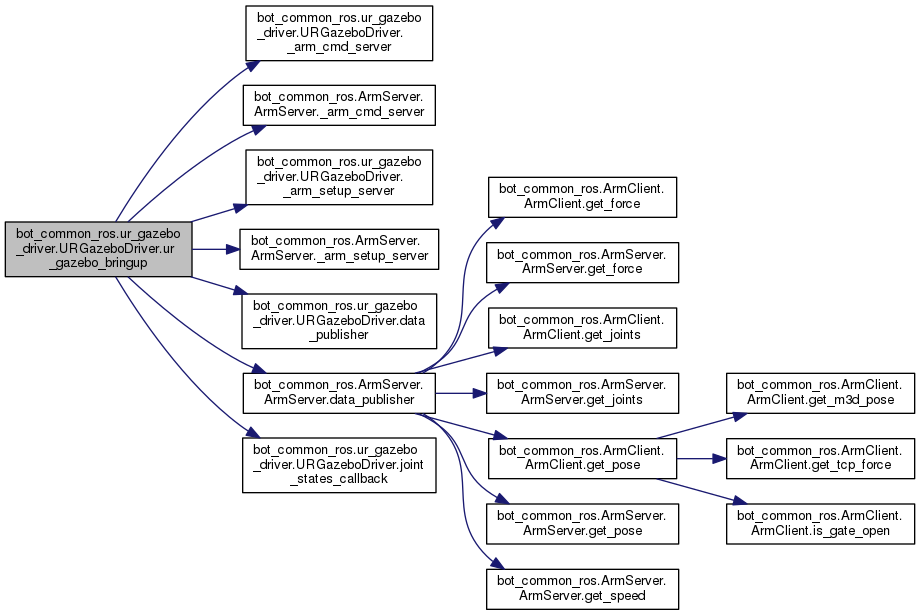 bot_common_ros.ur_gazebo
_driver.URGazeboDriver.ur
_gazebo_bringup
bot_common_ros.ur_gazebo
_driver.URGazeboDriver.
_arm_cmd_server
bot_common_ros.ArmServer.
ArmServer._arm_cmd_server
bot_common_ros.ur_gazebo
_driver.URGazeboDriver.
_arm_setup_server
bot_common_ros.ArmServer.
ArmServer._arm_setup_server
bot_common_ros.ur_gazebo
_driver.URGazeboDriver.data
_publisher
bot_common_ros.ArmServer.
ArmServer.data_publisher
bot_common_ros.ur_gazebo
_driver.URGazeboDriver.joint
_states_callback
bot_common_ros.ArmClient.
ArmClient.get_force
bot_common_ros.ArmServer.
ArmServer.get_force
bot_common_ros.ArmClient.
ArmClient.get_joints
bot_common_ros.ArmServer.
ArmServer.get_joints
bot_common_ros.ArmClient.
ArmClient.get_pose
bot_common_ros.ArmServer.
ArmServer.get_pose
bot_common_ros.ArmServer.
ArmServer.get_speed
bot_common_ros.ArmClient.
ArmClient.get_m3d_pose
bot_common_ros.ArmClient.
ArmClient.get_tcp_force
bot_common_ros.ArmClient.
ArmClient.is_gate_open